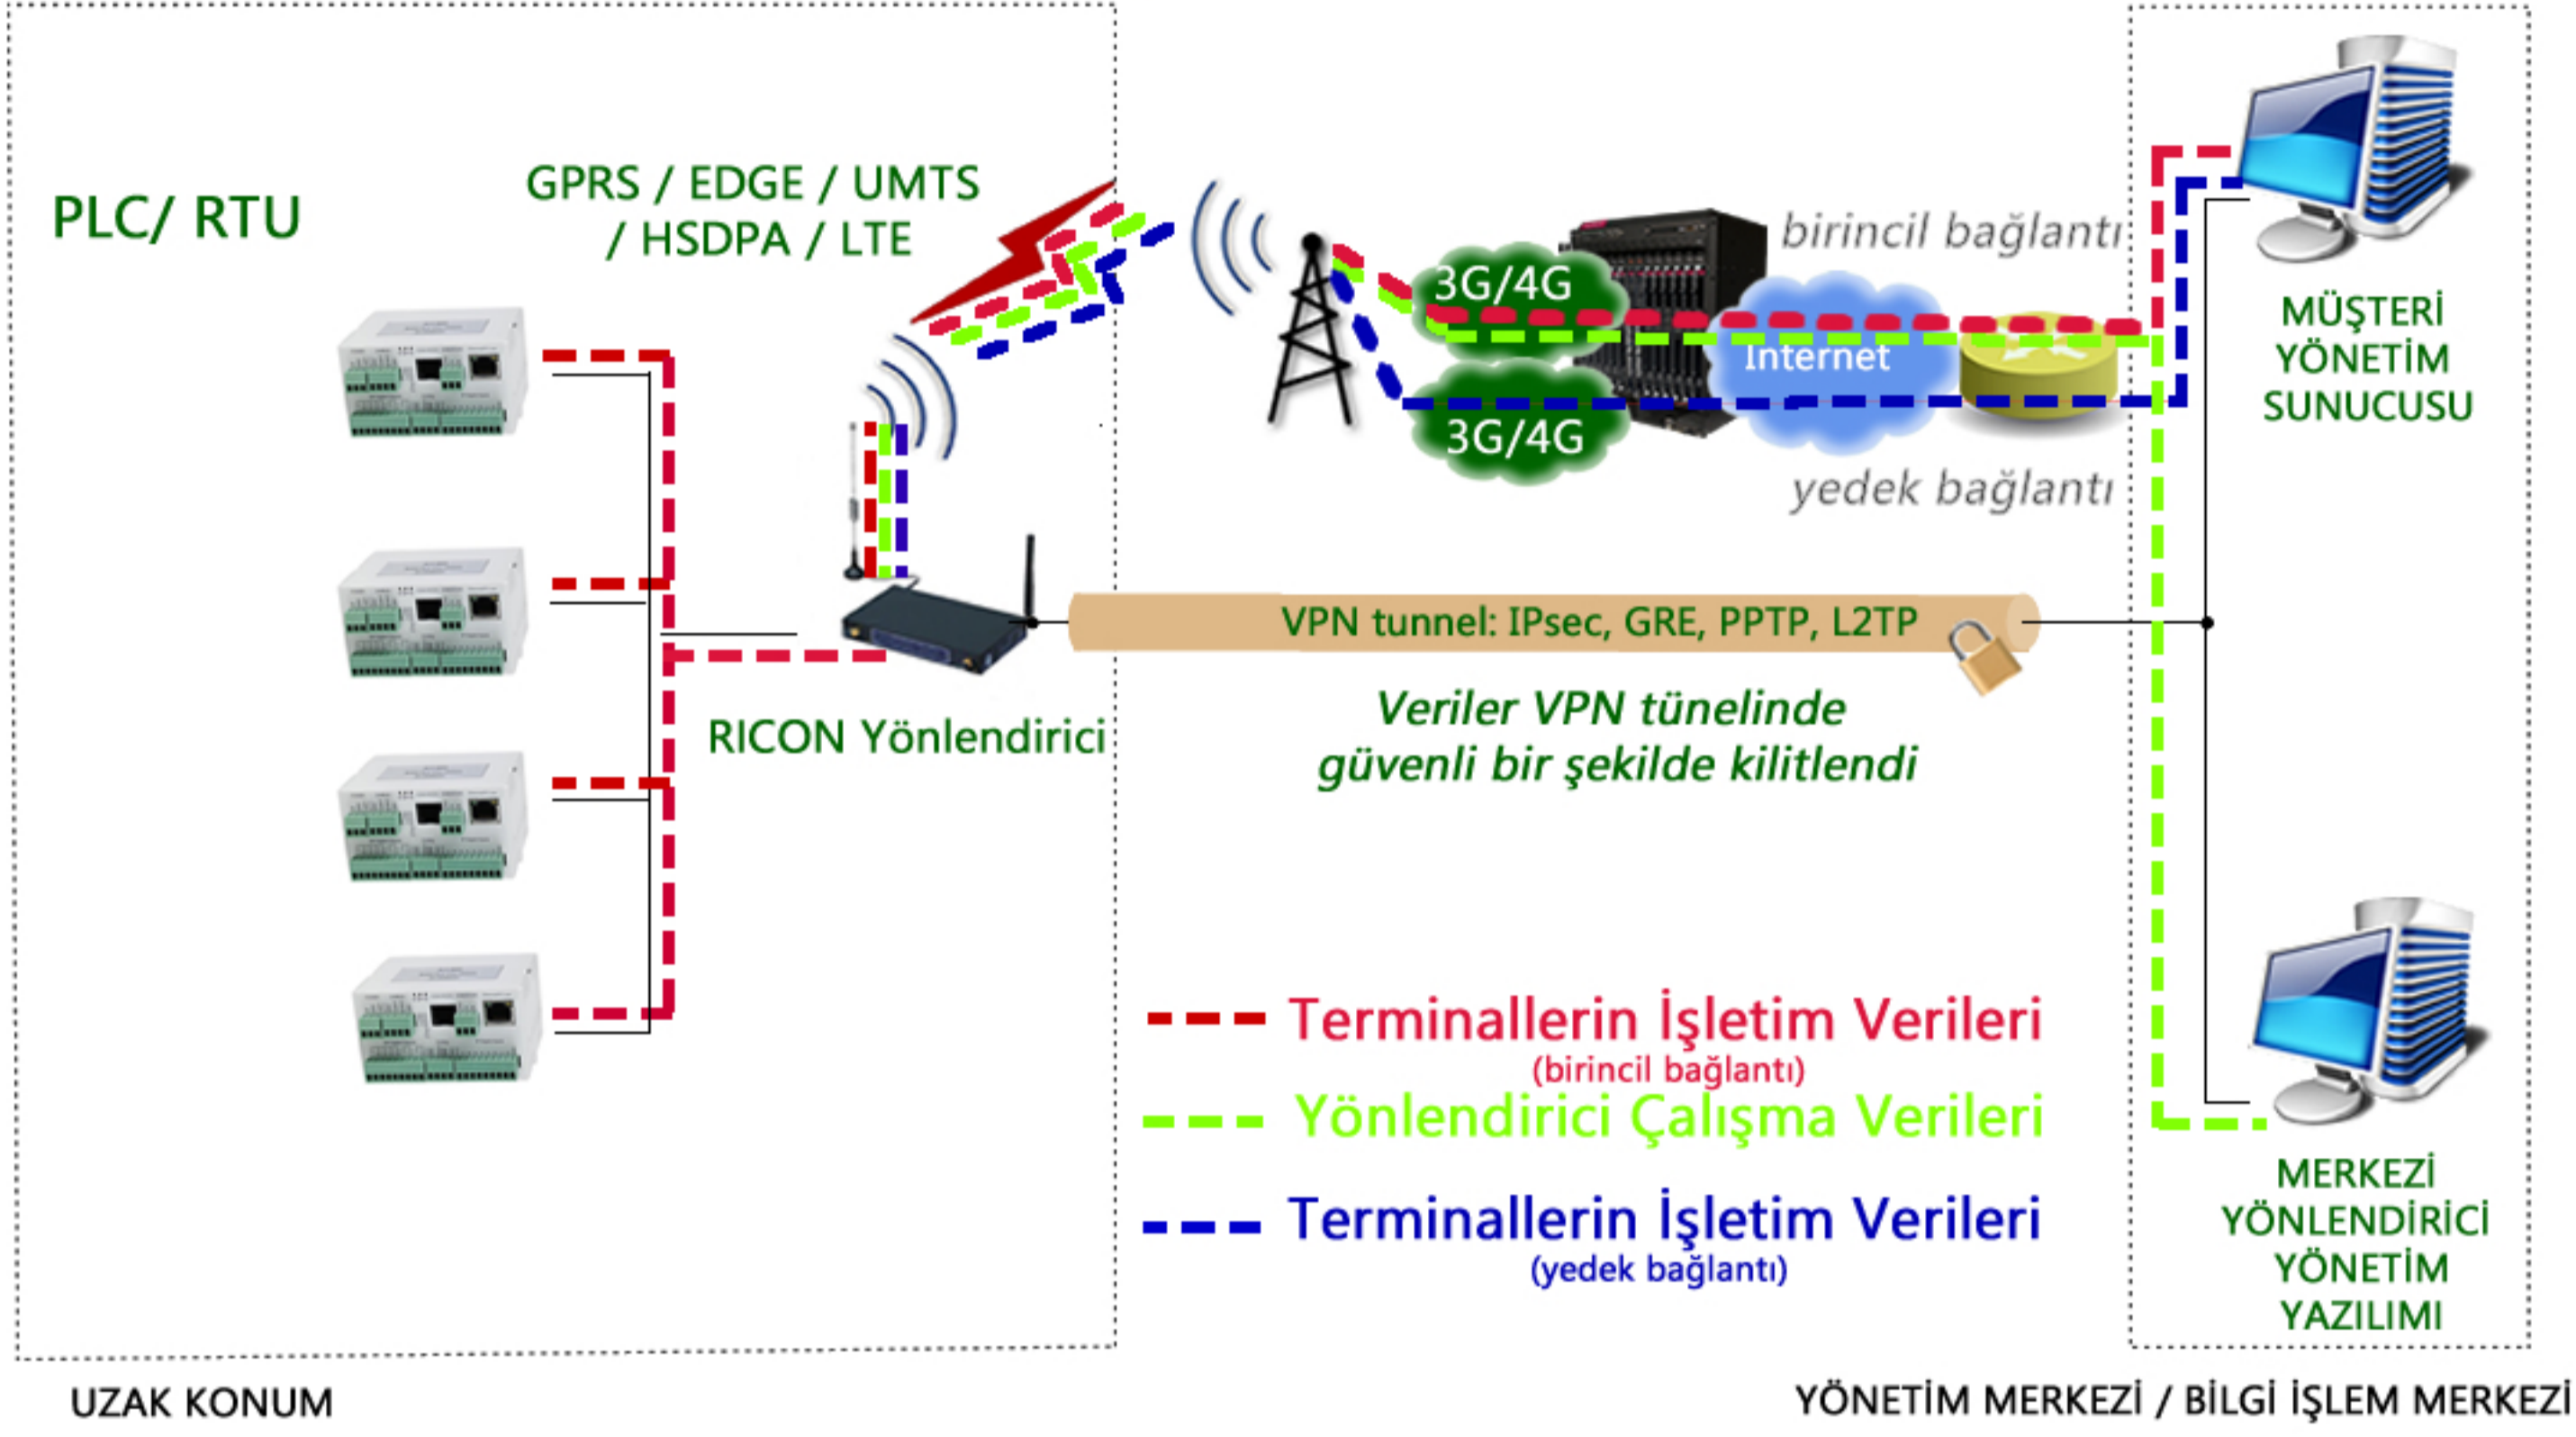 PLC/ RTU
GPRS / EDGE / UMTS
/ HSDPA / LTE
3G/4G
3G/4G
Internet
birincil bağlantı
yedek bağlantı
MÜŞTERİ
YÖNETİM
SUNUCUSU
RICON Yönlendirici
VPN tunnel: IPsec, GRE, PPTP, L2TP
Veriler VPN tünelinde
güvenli bir şekilde kilitlendi
Terminallerin İşletim Verileri
(birincil bağlantı)
Yönlendirici Çalışma Verileri
Terminallerin İşletim Verileri
(yedek bağlantı)
MERKEZİ
YÖNLENDİRİCİ
YÖNETİM
YAZILIMI
UZAK KONUM
YÖNETİM MERKEZİ / BİLGİ İŞLEM MERKEZİ